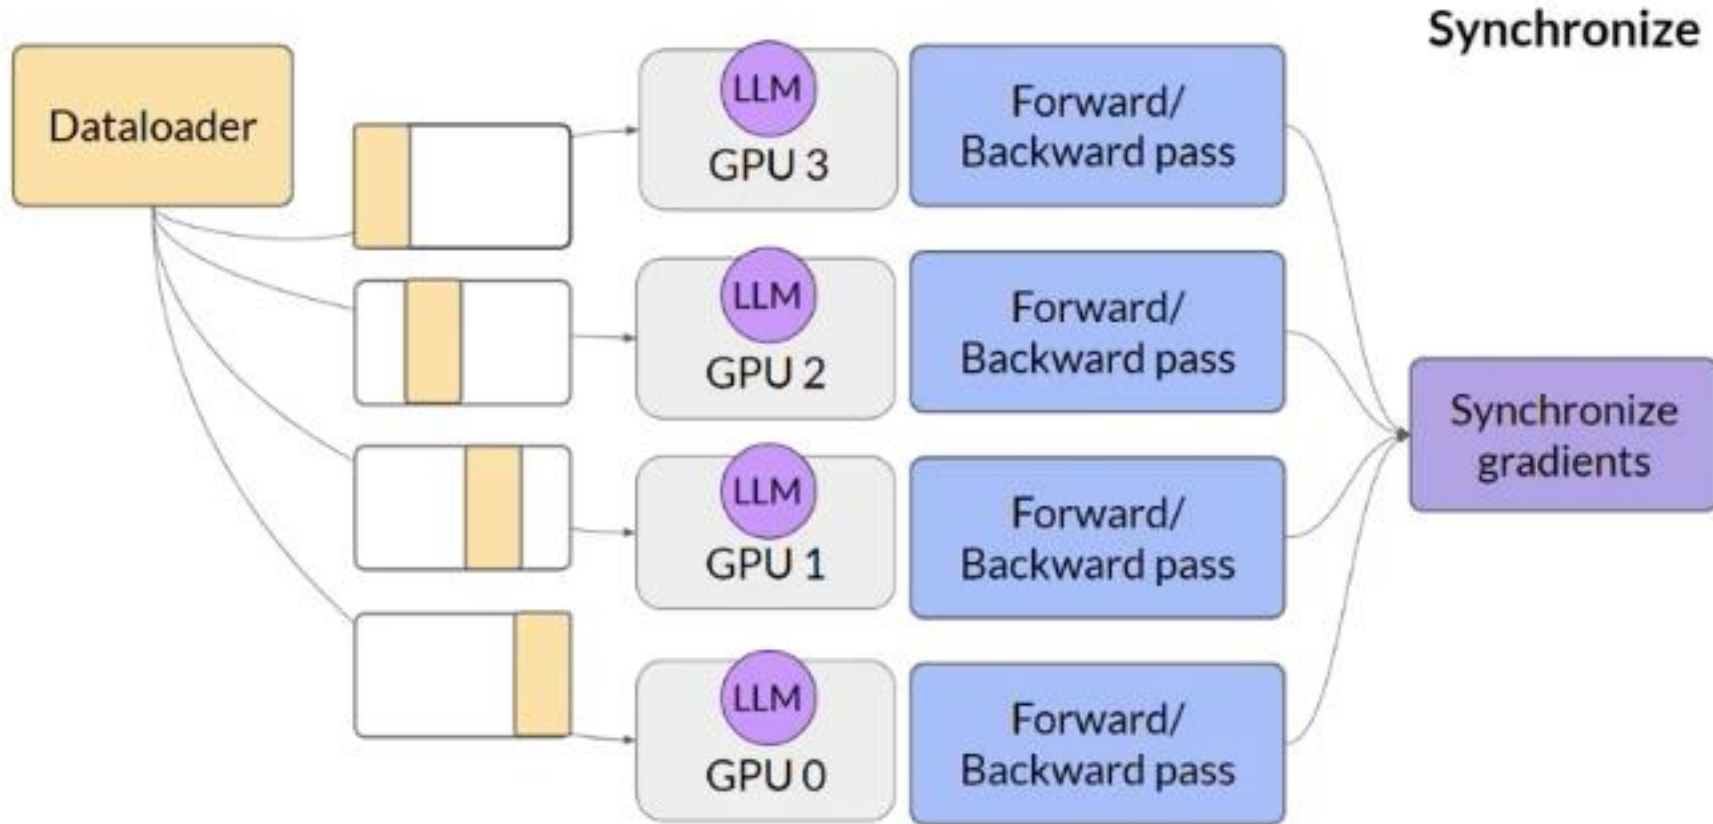 Synchronize
Dataloader
LLM
GPU 3
Forward/
Backward pass
LLM
GPU 2
Forward/
Backward pass
LLM
GPU 1
Forward/
Backward pass
LLM
GPU 0
Forward/
Backward pass
Synchronize
gradients